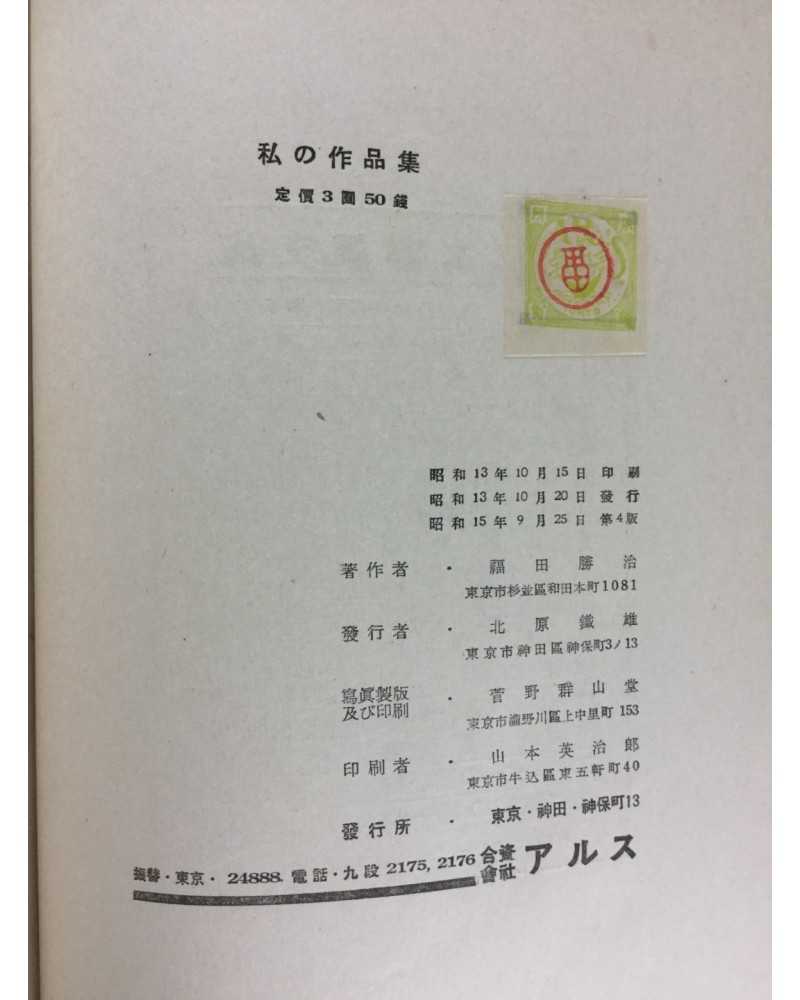 私の作品集
定價3圓50錢
昭和13年10月15日 印刷
昭和13年10月20日 發行
昭和15年9月25日 第4版
著作者 ・ 福田勝治
東京市杉並區和田本町1081
發行者 ・ 北原鐵雄
東京市神田區神保町3ノ13
寫眞製版
及び印刷 ・ 菅野群山堂
東京市瀧野川區上中里町153
印刷者 ・ 山本英治郎
東京市牛込區東五軒町40
發行所 ・ 東京・神田・神保町13
振替・東京・24888. 電話・九段2175, 2176 合資會社 アルス